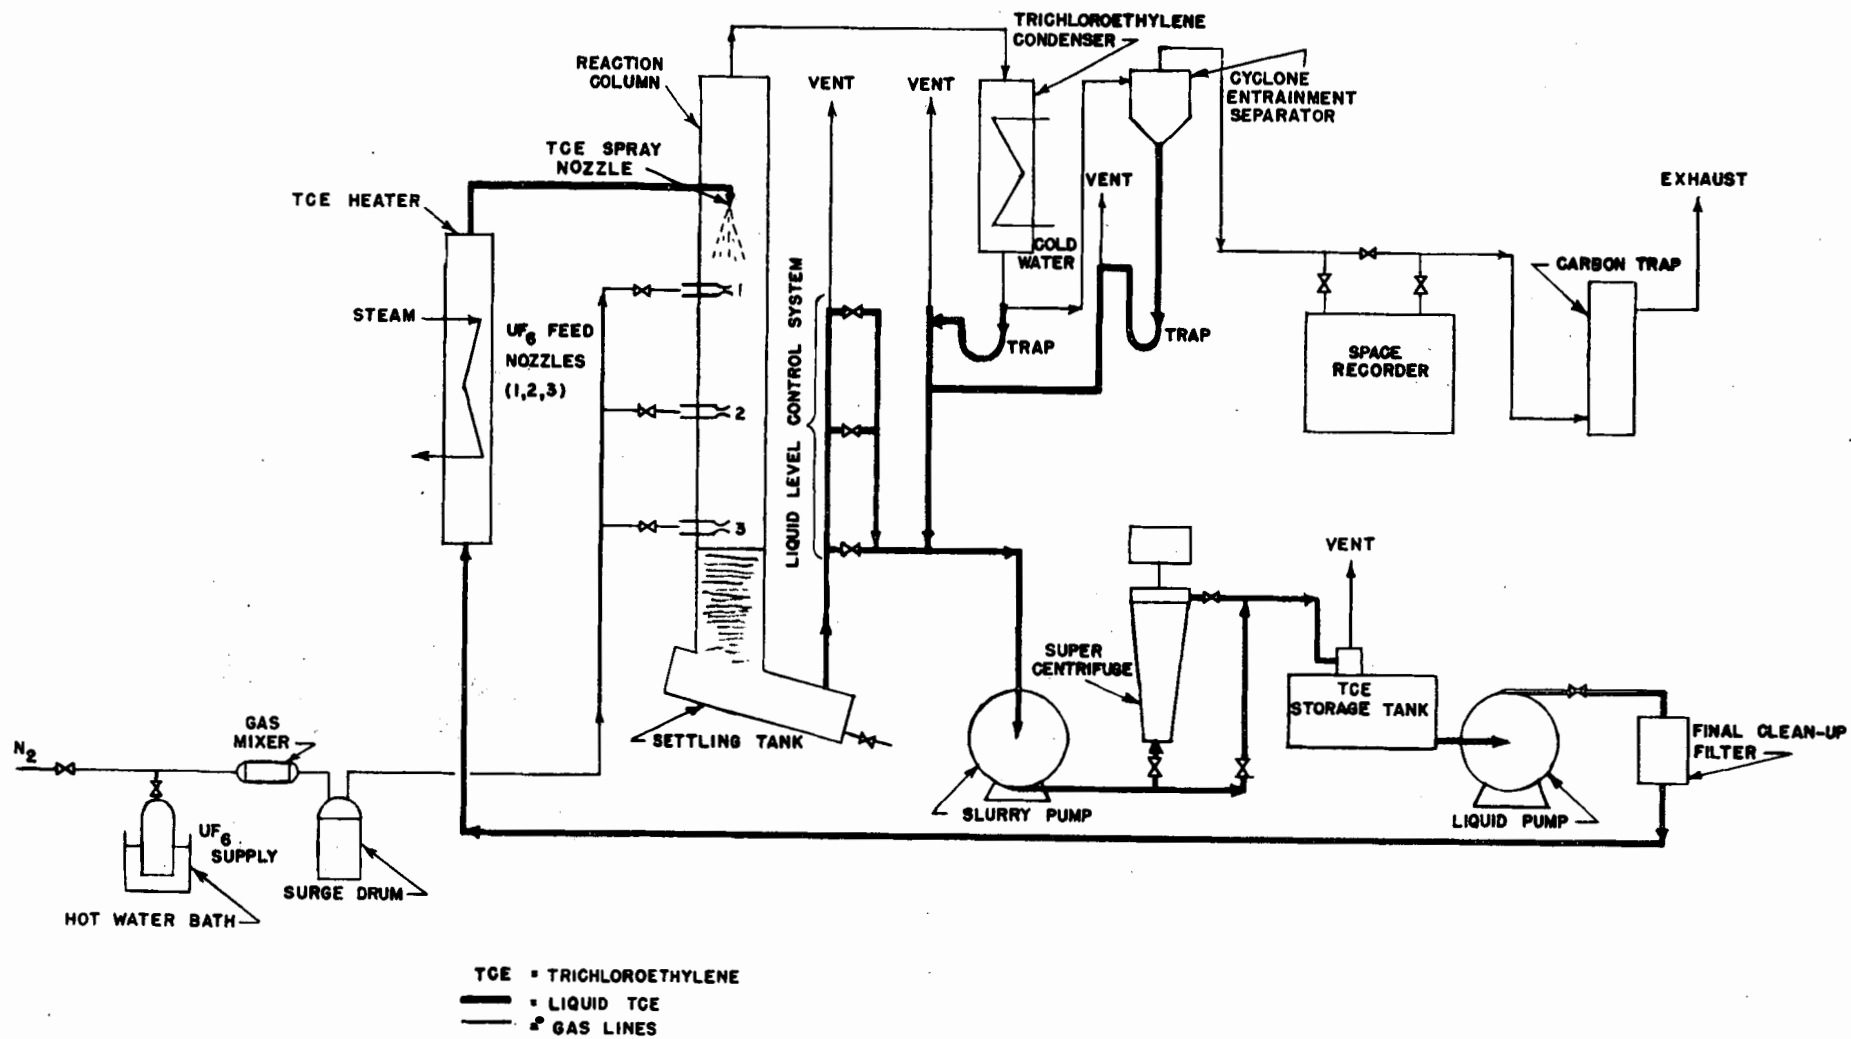 TRICHLOROETHYLENE
CONDENSER
REACTION
COLUMN
VENT
VENT
CYCLONE
ENTRAINMENT
SEPARATOR
TCE SPRAY
NOZZLE
TCE HEATER
VENT
EXHAUST
COLD
WATER
CARBON TRAP
1
STEAM
UF6 FEED
NOZZLES
(1,2,3)
LIQUID LEVEL CONTROL SYSTEM
TRAP
TRAP
SPACE
RECORDER
2
3
VENT
SUPER
CENTRIFUGE
TCE
STORAGE TANK
SETTLING TANK
GAS
MIXER
N2
FINAL CLEAN-UP
FILTER
SLURRY PUMP
LIQUID PUMP
UF6
SUPPLY
SURGE DRUM
HOT WATER BATH
TCE = TRICHLOROETHYLENE
= LIQUID TCE
= GAS LINES